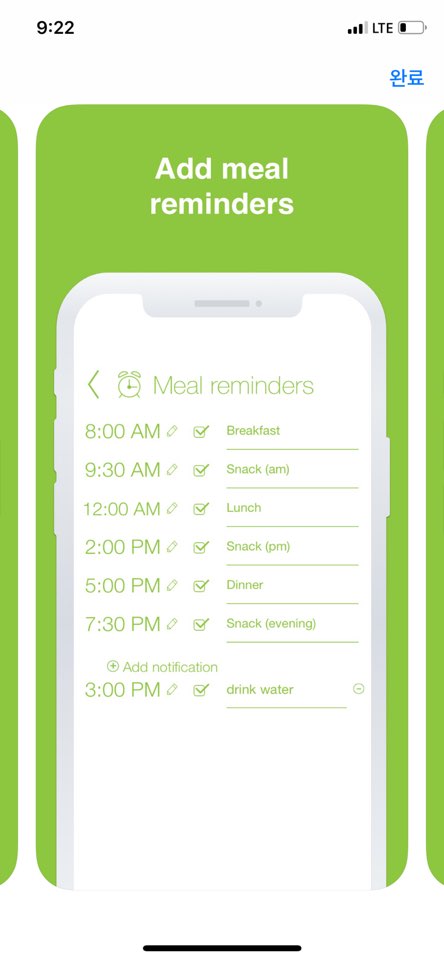 9:22
LTE
완료
Add meal
reminders
Meal reminders
8:00 AM Breakfast
9:30 AM Snack (am)
12:00 AM Lunch
2:00 PM Snack (pm)
5:00 PM Dinner
7:30 PM Snack (evening)
Add notification
3:00 PM drink water